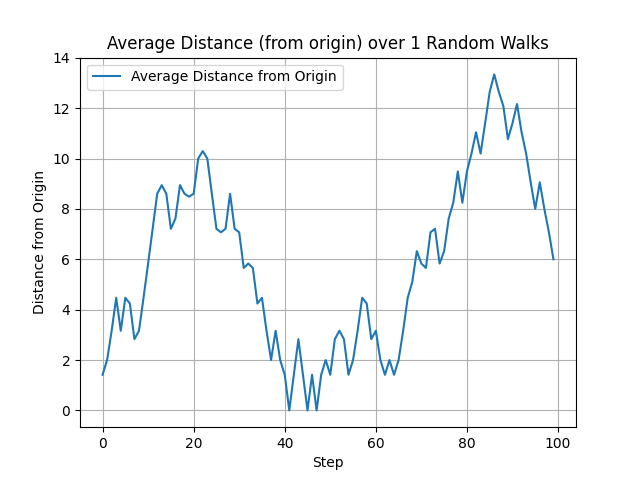 Average Distance (from origin) over 1 Random Walks
Average Distance from Origin
14
12
10
8
6
4
2
0
Distance from Origin
0 20 40 60 80 100
Step